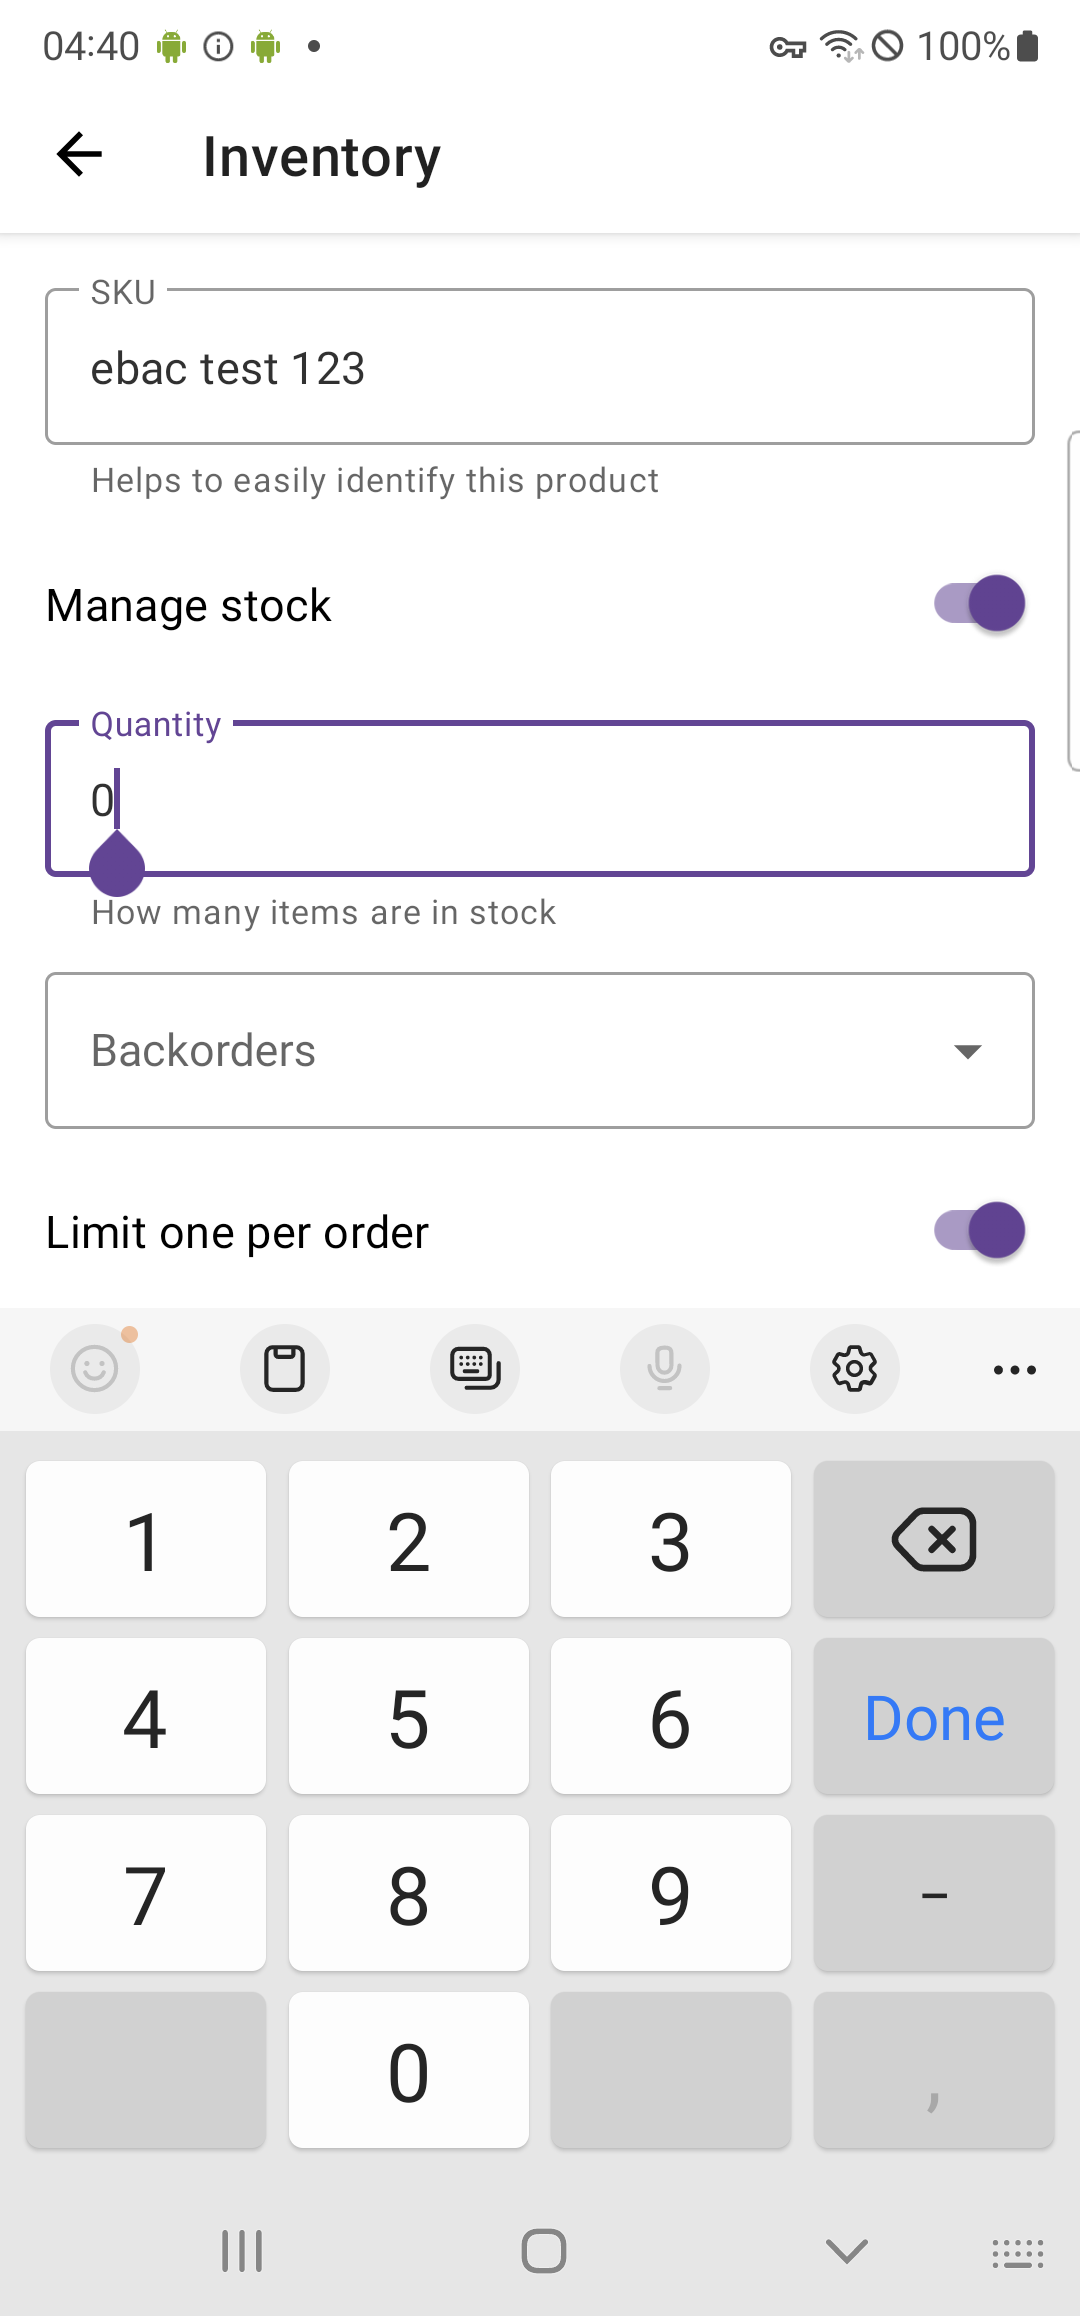 04:40 100%
Inventory
SKU
ebac test 123
Helps to easily identify this product
Manage stock
Quantity
0
How many items are in stock
Backorders
Limit one per order
1 2 3
4 5 6 Done
7 8 9 -
0 ,